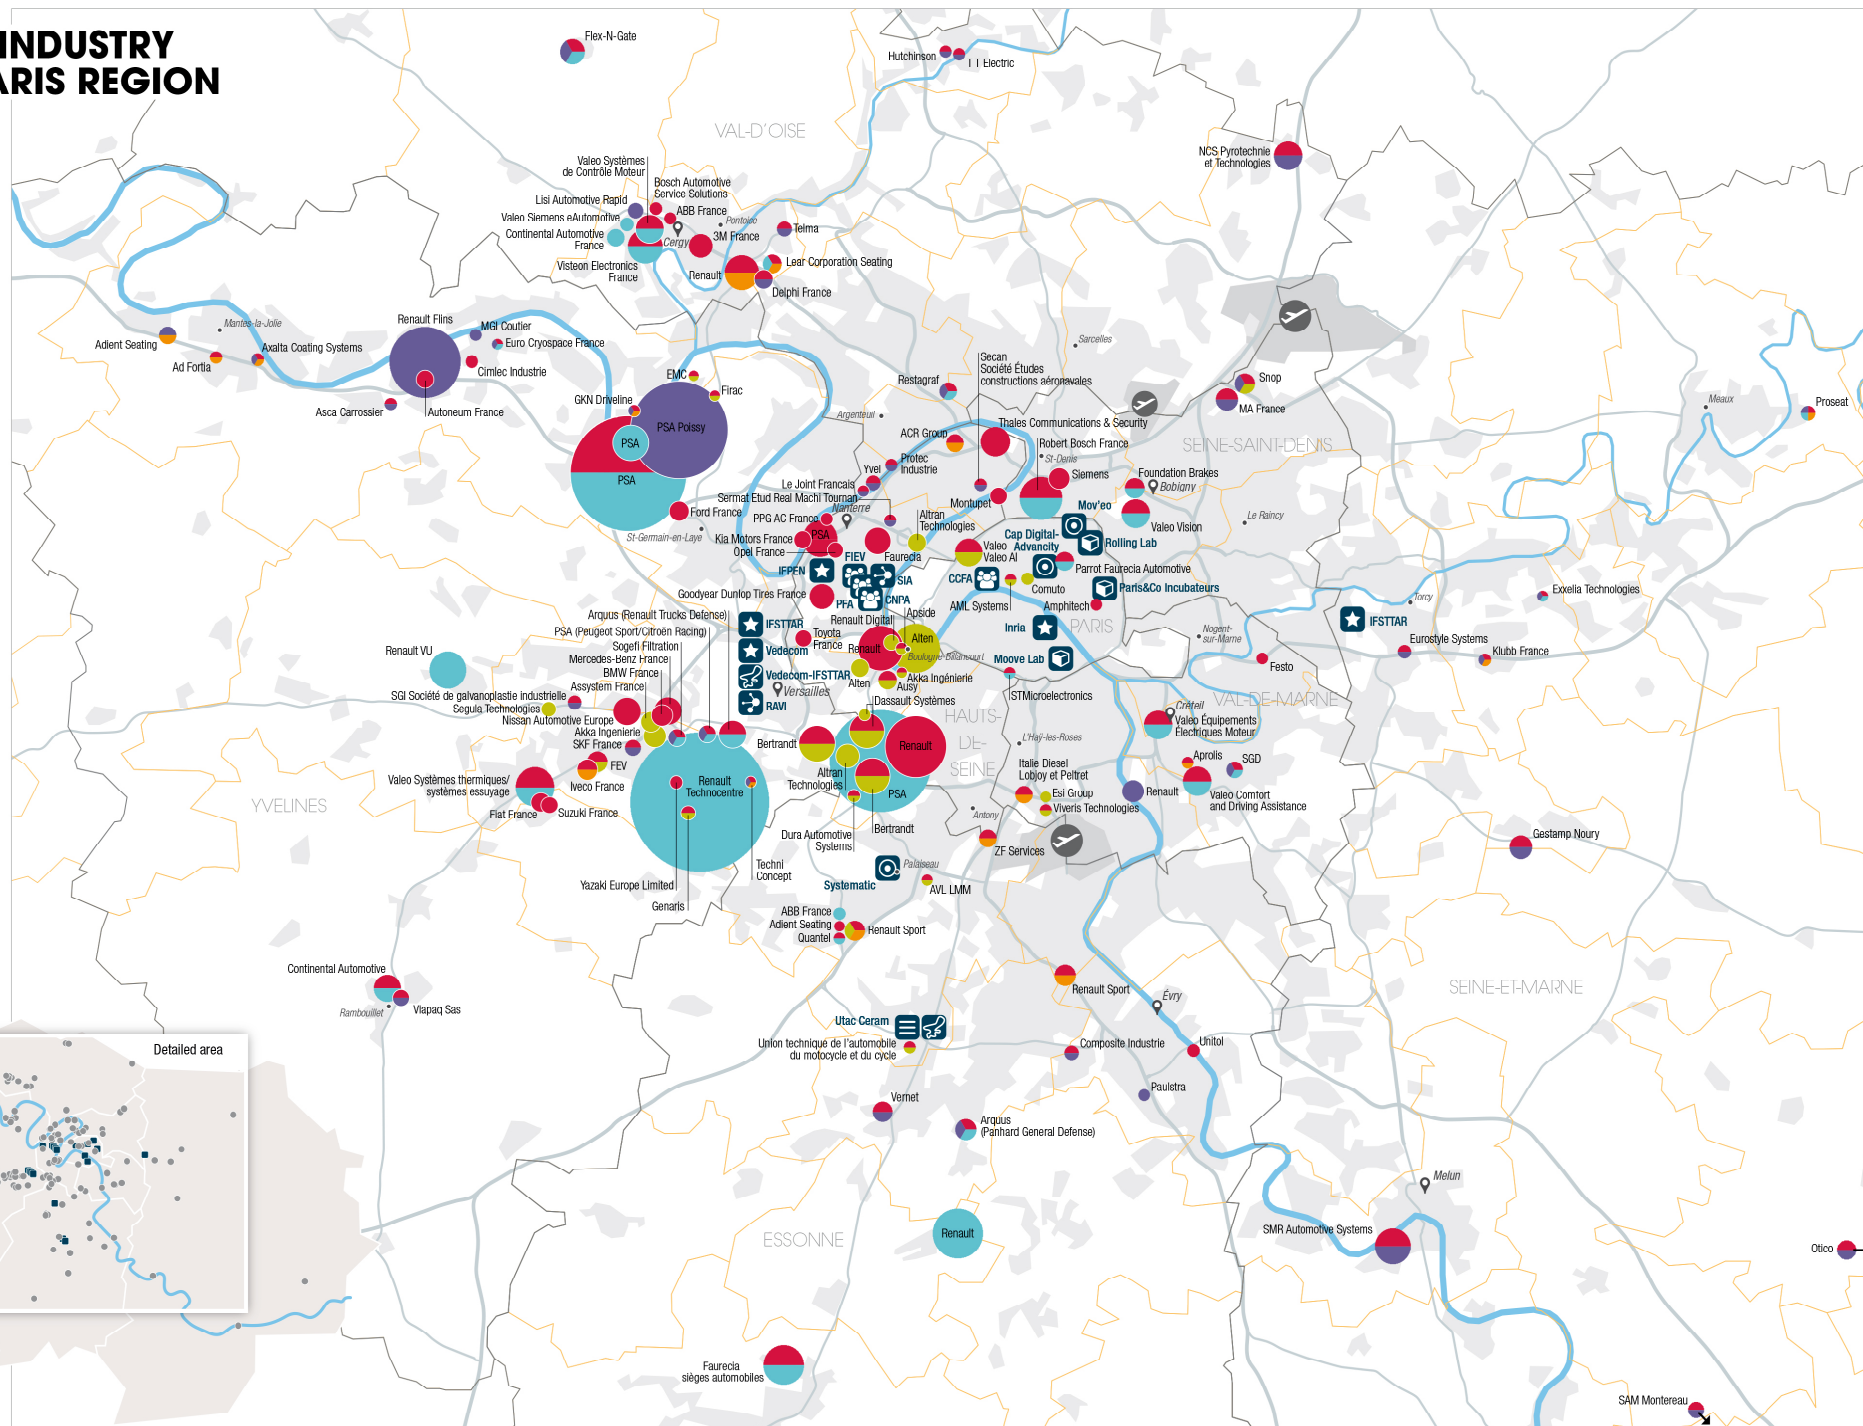 INDUSTRY
ARIS REGION
Flex-N-Gate
Hutchinson
Electric
VAL-D'OISE
NCS Pyrotechnie
et Technologies
Valeo Systèmes
de Contrôle Moteur
Bosch Automotive
Service Solutions
Lisi Automotive Rapid
ABB France
Valeo Siemens eAutomotive
Pontoise
Continental Automotive
France
Cergy
3M France
Telma
Visteon Electronics
France
Renault
Lear Corporation Seating
Delphi France
Mantes-la-Jolie
Adient Seating
Axalta Coating Systems
Ad Fortia
Renault Flins
MGI Coutier
Euro Cryospace France
Cimlec Industrie
Asca Carrossier
Autoneum France
EMC
Firac
GKN Driveline
PSA Poissy
PSA
PSA
Ford France
St-Germain-en-Laye
Sarcelles
Secan
Société Études
constructions aéronavales
Restagraf
Argenteuil
Snop
MA France
Meaux
Proseat
SEINE-SAINT-DENIS
Thales Communications & Security
ACR Group
Robert Bosch France
St-Denis
Protec
Industrie
Yvel
Siemens
Foundation Brakes
Bobigny
Le Joint Francais
Sermat Etud Real Machi Tournan
Montupet
Mov'eo
Valeo Vision
Le Raincy
PPG AC France
Nanterre
Altran
Technologies
Kia Motors France
PSA
Opel France
FIEV
Faurecia
Valeo
Valeo AI
Cap Digital-
Advancity
Rolling Lab
IFPEN
SIA
CCFA
Parrot Faurecia Automotive
Comuto
Paris&Co Incubateurs
Goodyear Dunlop Tires France
PFA
CNPA
AML Systems
Amphitech
Exxelia Technologies
Torcy
Arquus (Renault Trucks Defense)
IFSTTAR
Apside
Renault Digital
PSA (Peugeot Sport/Citroën Racing)
Toyota
France
Renault
Alten
Inria
PARIS
Nogent-
sur-Marne
IFSTTAR
Eurostyle Systems
Klubb France
Sogefi Filtration
Mercedes-Benz France
Vedecom
Boulogne-Billancourt
Moove Lab
Festo
Renault VU
BMW France
Vedecom-IFSTTAR
Alten
Akka Ingénierie
Ausy
Assystem France
Versailles
STMicroelectronics
VAL-DE-MARNE
SGI Société de galvanoplastie industrielle
Segula Technologies
RAVI
Dassault Systèmes
HAUTS-
DE-
SEINE
Créteil
Valeo Équipements
Électriques Moteur
Nissan Automotive Europe
Akka Ingenierie
SKF France
Bertrandt
Renault
L'Haÿ-les-Roses
Aprolis
SGD
FEV
Iveco France
Italie Diesel
Lobjoy et Peltret
Valeo Systèmes thermiques/
systèmes essuyage
Renault
Technocentre
Altran
Technologies
PSA
Esi Group
Viveris Technologies
Renault
Valeo Comfort
and Driving Assistance
YVELINES
Fiat France
Suzuki France
Antony
Dura Automotive
Systems
Bertrandt
ZF Services
Gestamp Noury
Yazaki Europe Limited
Genaris
Techni
Concept
Palaiseau
Systematic
AVL LMM
ABB France
Adient Seating
Quantel
Renault Sport
Continental Automotive
Rambouillet
Vlapaq Sas
Renault Sport
Évry
SEINE-ET-MARNE
Utac Ceram
Union technique de l'automobile
du motocycle et du cycle
Composite Industrie
Unitol
Detailed area
Paulstra
Vernet
Arquus
(Panhard General Defense)
Melun
ESSONNE
Renault
SMR Automotive Systems
Otico
Faurecia
sièges automobiles
SAM Montereau